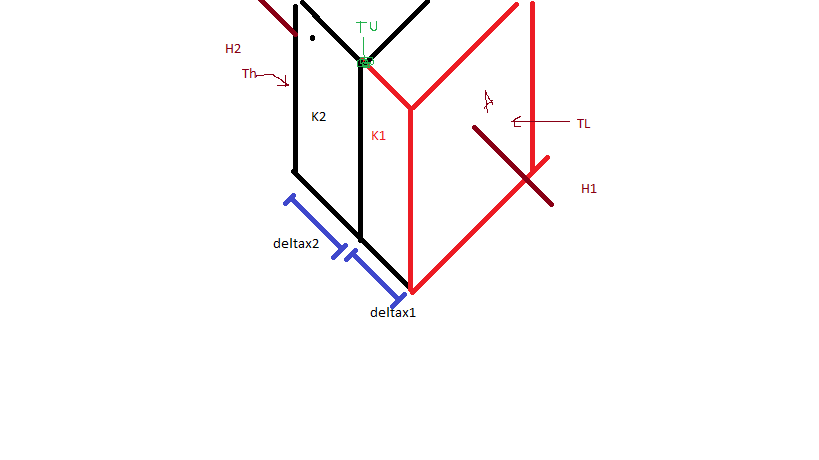 TU
H2
Th
K2
K1
A
TL
H1
deltax2
deltax1